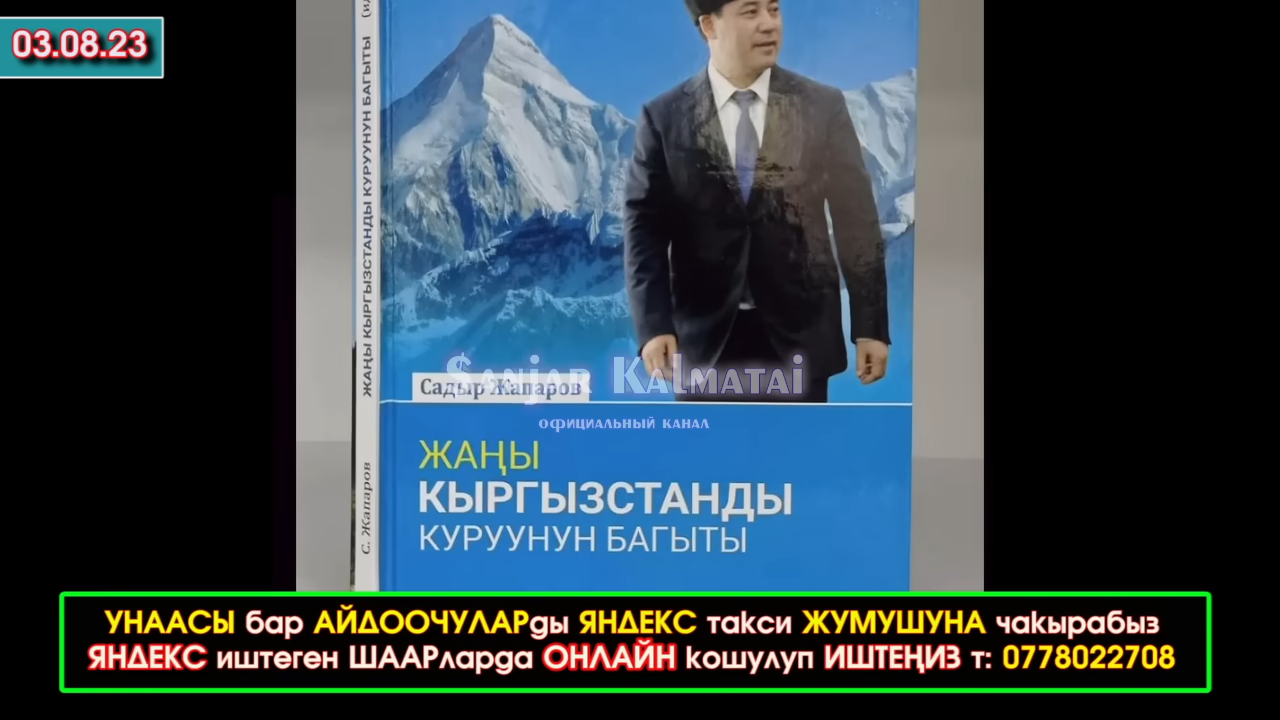 03.08.23
ЖАҢЫ КЫРГЫЗСТАНДЫ КУРУУНУН БАГЫТЫ
С. Жапаров
Sanjar Kalmatai
официальный канал
Садыр Жапаров
ЖАҢЫ
КЫРГЫЗСТАНДЫ
КУРУУНУН БАГЫТЫ
УНААСЫ бар АЙДООЧУЛАРды ЯНДЕКС такси ЖУМУШУНА чакырабыз
ЯНДЕКС иштеген ШААРларда ОНЛАЙН кошулуп ИШТЕҢИЗ т: 0778022708